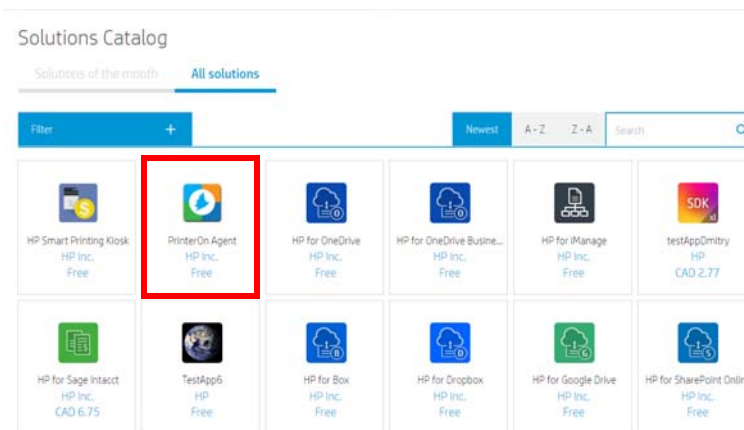 Solutions Catalog
Solutions of the month All solutions
Filter + Newest A - Z Z - A Search
SDK
xl
HP Smart Printing Kiosk PrinterOn Agent HP for OneDrive HP for OneDrive Busine... HP for iManage testAppDmitry
HP Inc. HP Inc. HP Inc. HP Inc. HP Inc. HP
Free Free Free Free Free CAD 2.77
HP for Sage Intacct TestApp6 HP for Box HP for Dropbox HP for Google Drive HP for SharePoint Onlin
HP Inc. HP HP Inc. HP Inc. HP Inc. HP Inc.
CAD 6.75 Free Free Free Free Free